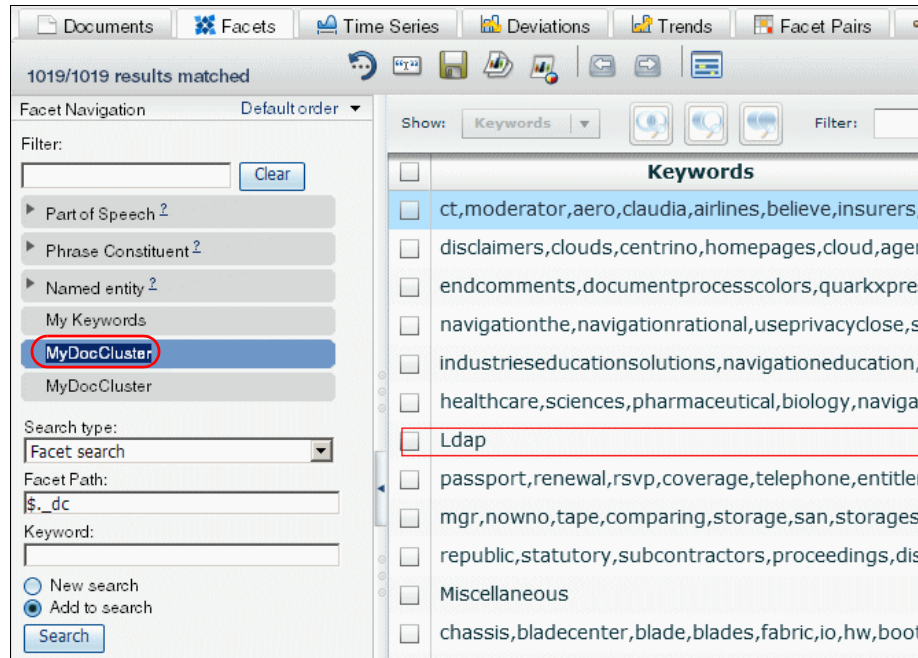 Documents Facets Time Series Deviations Trends Facet Pairs
1019/1019 results matched
Facet Navigation Default order
Filter:
Clear
Part of Speech ?
Phrase Constituent ?
Named entity ?
My Keywords
MyDocCluster
MyDocCluster
Search type:
Facet search
Facet Path:
$._dc
Keyword:
New search
Add to search
Search
Show: Keywords Filter:
Keywords
ct,moderator,aero,claudia,airlines,believe,insurers,
disclaimers,clouds,centrino,homepages,cloud,ager
endcomments,documentprocesscolors,quarkxpre
navigationthe,navigationrational,useprivacyclose,s
industrieseducationsolutions,navigationeducation,
healthcare,sciences,pharmaceutical,biology,naviga
Ldap
passport,renewal,rsvp,coverage,telephone,entitle
mgr,nowno,tape,comparing,storage,san,storages
republic,statutory,subcontractors,proceedings,dis
Miscellaneous
chassis,bladecenter,blade,blades,fabric,io,hw,boot